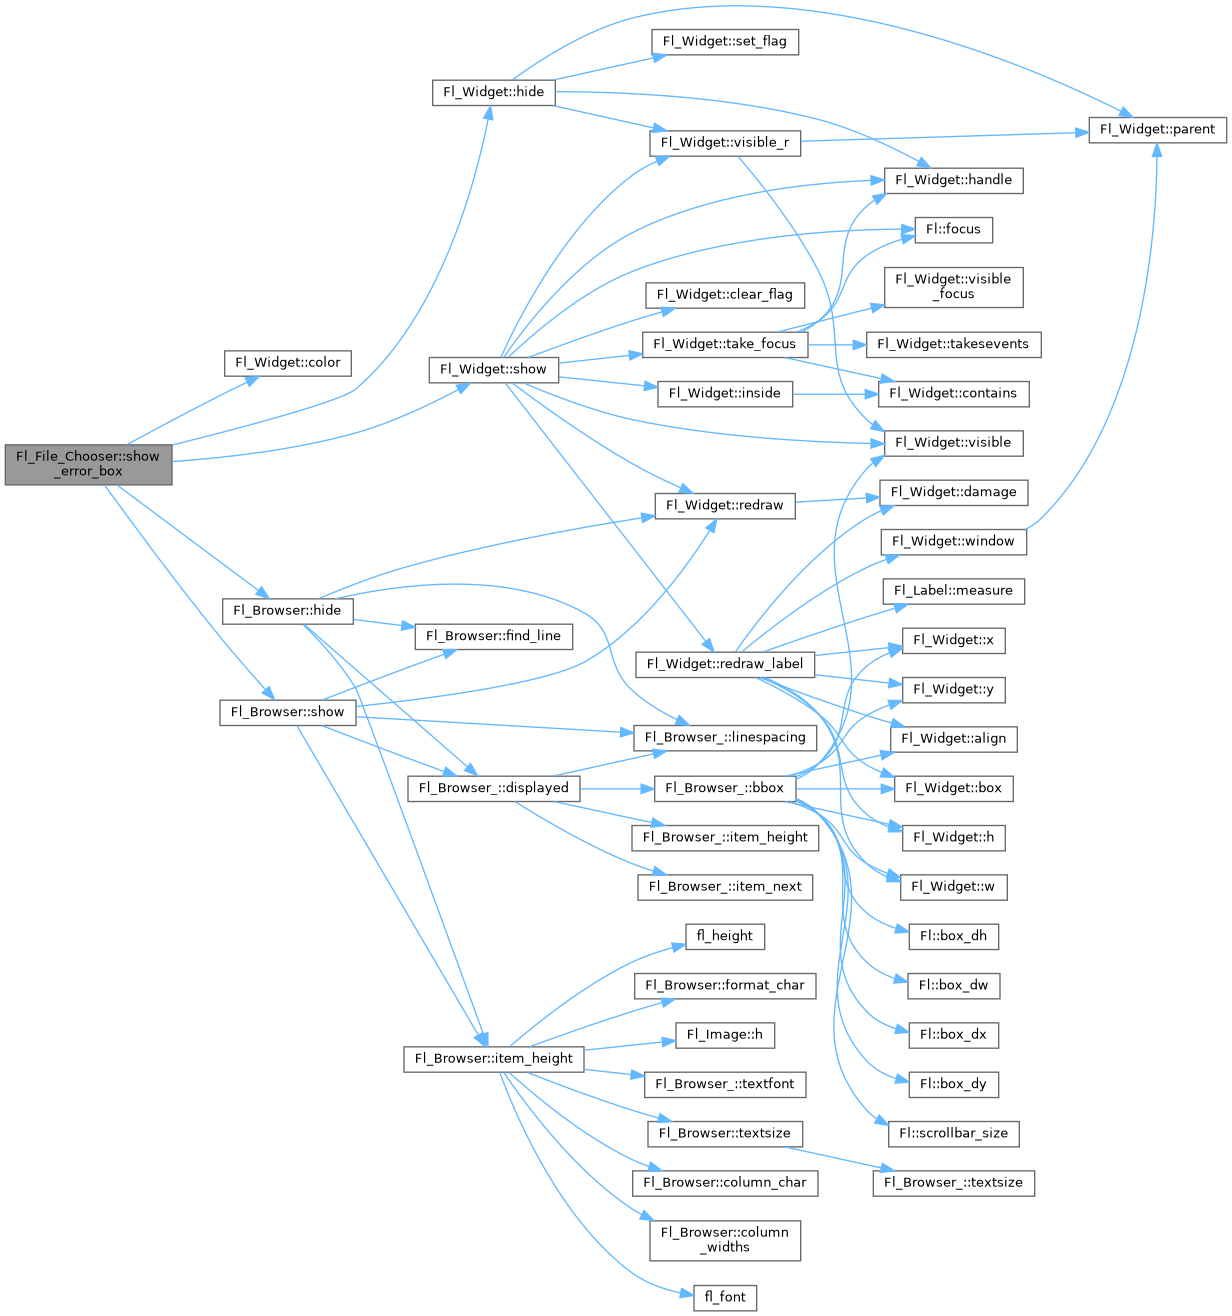 Fl_File_Chooser::show
_error_box
Fl_Widget::color
Fl_Browser::hide
Fl_Browser::show
Fl_Widget::hide
Fl_Widget::show
Fl_Browser::find_line
Fl_Browser_::displayed
Fl_Browser::item_height
Fl_Widget::set_flag
Fl_Widget::visible_r
Fl_Widget::clear_flag
Fl_Widget::take_focus
Fl_Widget::inside
Fl_Widget::redraw
Fl_Widget::redraw_label
Fl_Browser_::linespacing
Fl_Browser_::bbox
Fl_Browser_::item_height
Fl_Browser_::item_next
fl_height
Fl_Browser::format_char
Fl_Image::h
Fl_Browser_::textfont
Fl_Browser::textsize
Fl_Browser::column_char
Fl_Browser::column
_widths
fl_font
Fl_Widget::parent
Fl_Widget::handle
Fl::focus
Fl_Widget::visible
_focus
Fl_Widget::takesevents
Fl_Widget::contains
Fl_Widget::visible
Fl_Widget::damage
Fl_Widget::window
Fl_Label::measure
Fl_Widget::x
Fl_Widget::y
Fl_Widget::align
Fl_Widget::box
Fl_Widget::h
Fl_Widget::w
Fl::box_dh
Fl::box_dw
Fl::box_dx
Fl::box_dy
Fl::scrollbar_size
Fl_Browser_::textsize